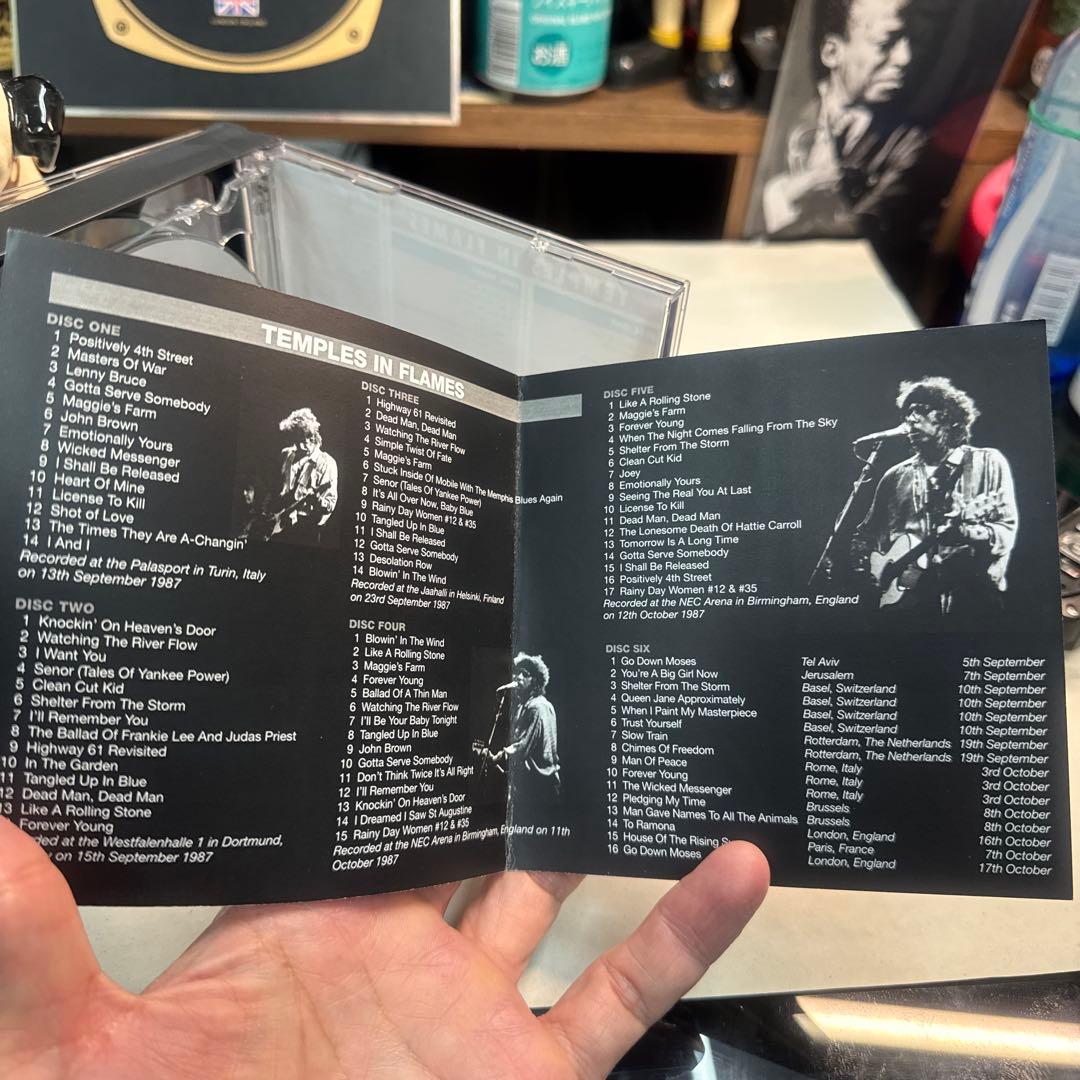 お酒
TEMPLES IN FLAMES
DISC ONE
1 Positively 4th Street
2 Masters Of War
3 Lenny Bruce
4 Gotta Serve Somebody
5 Maggie's Farm
6 John Brown
7 Emotionally Yours
8 Wicked Messenger
9 I Shall Be Released
10 Heart Of Mine
11 License To Kill
12 Shot of Love
13 The Times They Are A-Changin'
14 I And I
Recorded at the Palasport in Turin, Italy
on 13th September 1987
DISC TWO
1 Knockin' On Heaven's Door
2 Watching The River Flow
3 I Want You
4 Senor (Tales Of Yankee Power)
5 Clean Cut Kid
6 Shelter From The Storm
7 I'll Remember You
8 The Ballad Of Frankie Lee And Judas Priest
9 Highway 61 Revisited
10 In The Garden
11 Tangled Up In Blue
12 Dead Man, Dead Man
13 Like A Rolling Stone
Forever Young
at the Westfalenhalle 1 in Dortmund,
on 15th September 1987
DISC THREE
1 Highway 61 Revisited
2 Dead Man, Dead Man
3 Watching The River Flow
4 Simple Twist Of Fate
5 Maggie's Farm
6 Stuck Inside Of Mobile With The Memphis Blues Again
7 Senor (Tales Of Yankee Power)
8 It's All Over Now, Baby Blue
9 Rainy Day Women #12 & #35
10 Tangled Up In Blue
11 I Shall Be Released
12 Gotta Serve Somebody
13 Desolation Row
14 Blowin' In The Wind
Recorded at the Jaahalli in Helsinki, Finland
on 23rd September 1987
DISC FOUR
1 Blowin' In The Wind
2 Like A Rolling Stone
3 Maggie's Farm
4 Forever Young
5 Ballad Of A Thin Man
6 Watching The River Flow
7 I'll Be Your Baby Tonight
8 Tangled Up In Blue
9 John Brown
10 Gotta Serve Somebody
11 Don't Think Twice It's All Right
12 I'll Remember You
13 Knockin' On Heaven's Door
14 I Dreamed I Saw St Augustine
15 Rainy Day Women #12 & #35
Recorded at the NEC Arena in Birmingham, England on 11th
October 1987
DISC FIVE
1 Like A Rolling Stone
2 Maggie's Farm
3 Forever Young
4 When The Night Comes Falling From The Sky
5 Shelter From The Storm
6 Clean Cut Kid
7 Joey
8 Emotionally Yours
9 Seeing The Real You At Last
10 License To Kill
11 Dead Man, Dead Man
12 The Lonesome Death Of Hattie Carroll
13 Tomorrow Is A Long Time
14 Gotta Serve Somebody
15 I Shall Be Released
16 Positively 4th Street
17 Rainy Day Women #12 & #35
Recorded at the NEC Arena in Birmingham, England
on 12th October 1987
DISC SIX
1 Go Down Moses Tel Aviv 5th September
2 You're A Big Girl Now Jerusalem 7th September
3 Shelter From The Storm Basel, Switzerland 10th September
4 Queen Jane Approximately Basel, Switzerland 10th September
5 When I Paint My Masterpiece Basel, Switzerland 10th September
6 Trust Yourself Basel, Switzerland 10th September
7 Slow Train Rotterdam, The Netherlands 19th September
8 Chimes Of Freedom Rotterdam, The Netherlands 19th September
9 Man Of Peace Rome, Italy 3rd October
10 Forever Young Rome, Italy 3rd October
11 The Wicked Messenger Rome, Italy 3rd October
12 Pledging My Time Brussels 8th October
13 Man Gave Names To All The Animals Brussels 8th October
14 To Ramona London, England 16th October
15 House Of The Rising Paris, France 7th October
16 Go Down Moses London, England 17th October